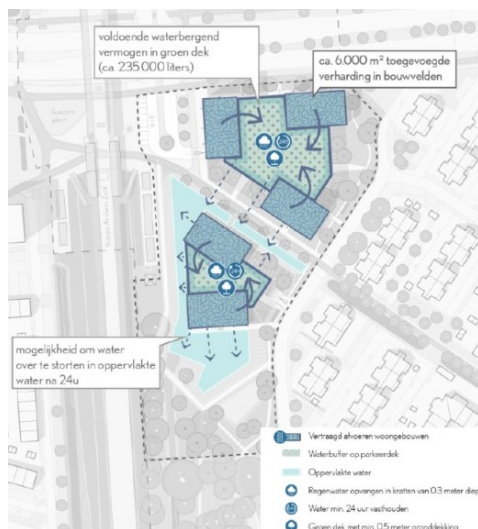 voldoende waterbergend
vermogen in groen dek
(ca. 235.000 liters)
ca. 6.000 m² toegevoegde
verharding in bouwvelden
mogelijkheid om water
over te storten in oppervlakte
water na 24u
Vertraagd afvoeren woongebouwen
Waterbuffer op parkeerdek
Oppervlakte water
Regenwater opvangen in kratten van 0.3 meter diep
Water min. 24 uur vasthouden
Groen dek met min. 0.5 meter gronddekking